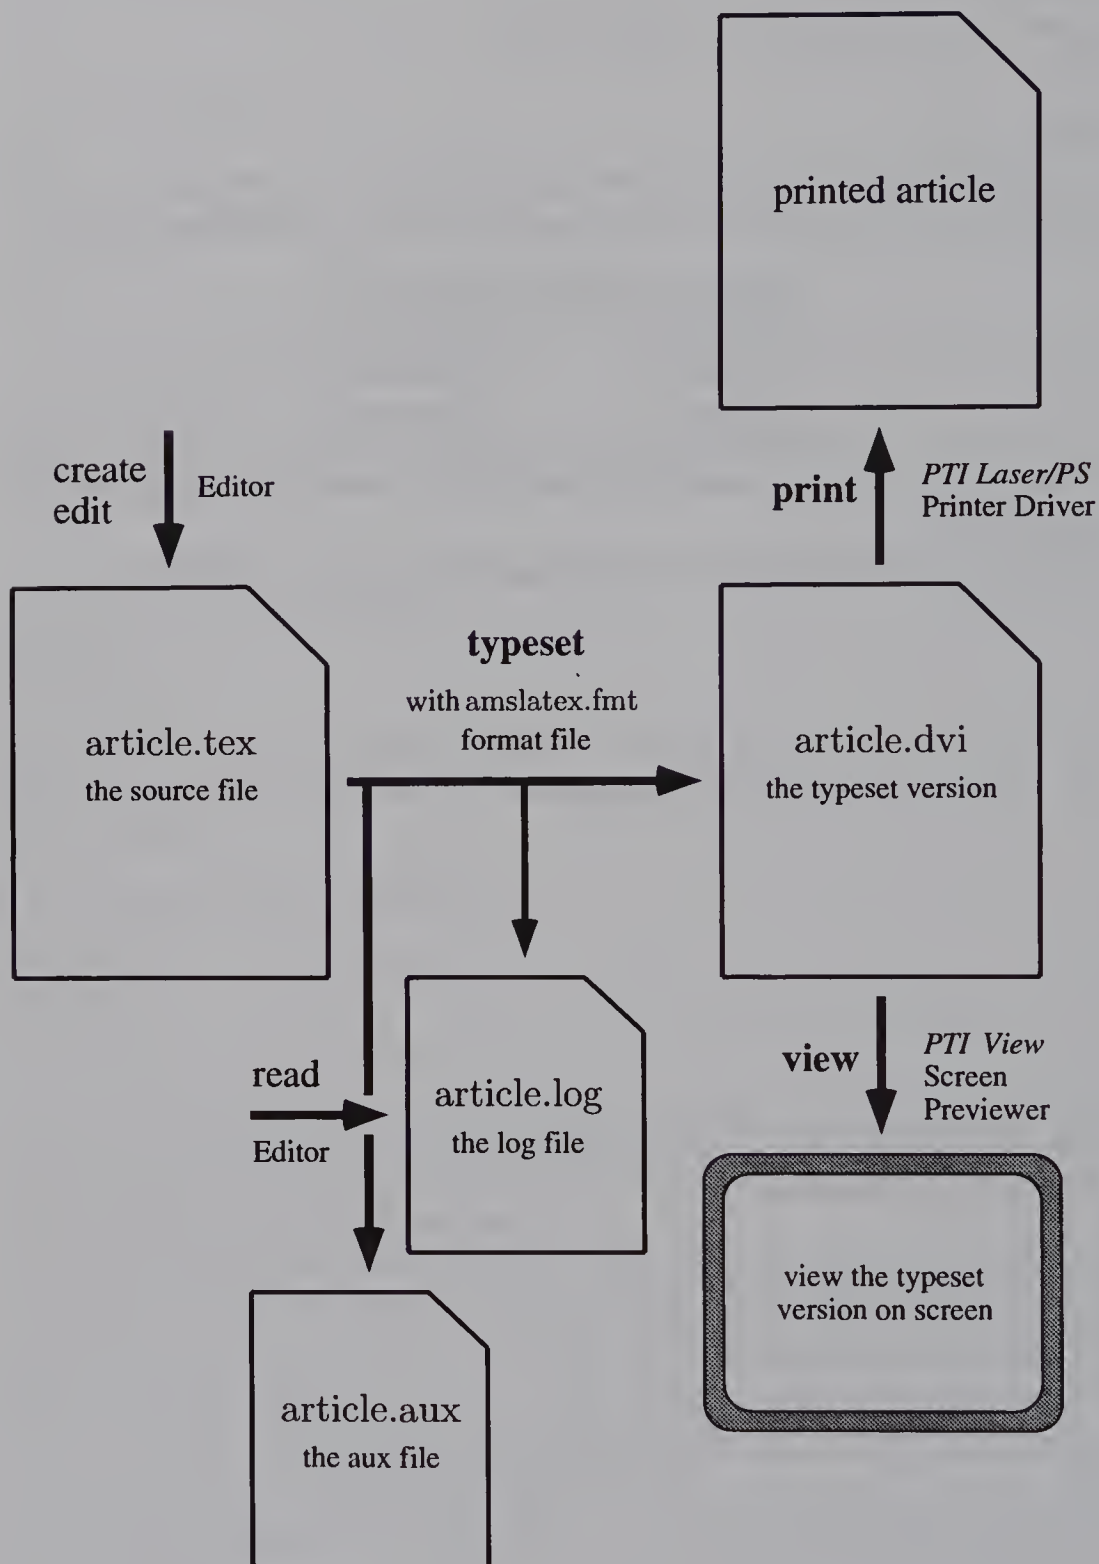 printed article
create
edit
Editor
print
PTI Laser/PS
Printer Driver
typeset
with amslatex.fmt
format file
article.tex
the source file
article.dvi
the typeset version
read
Editor
article.log
the log file
view
PTI View
Screen
Previewer
view the typeset
version on screen
article.aux
the aux file